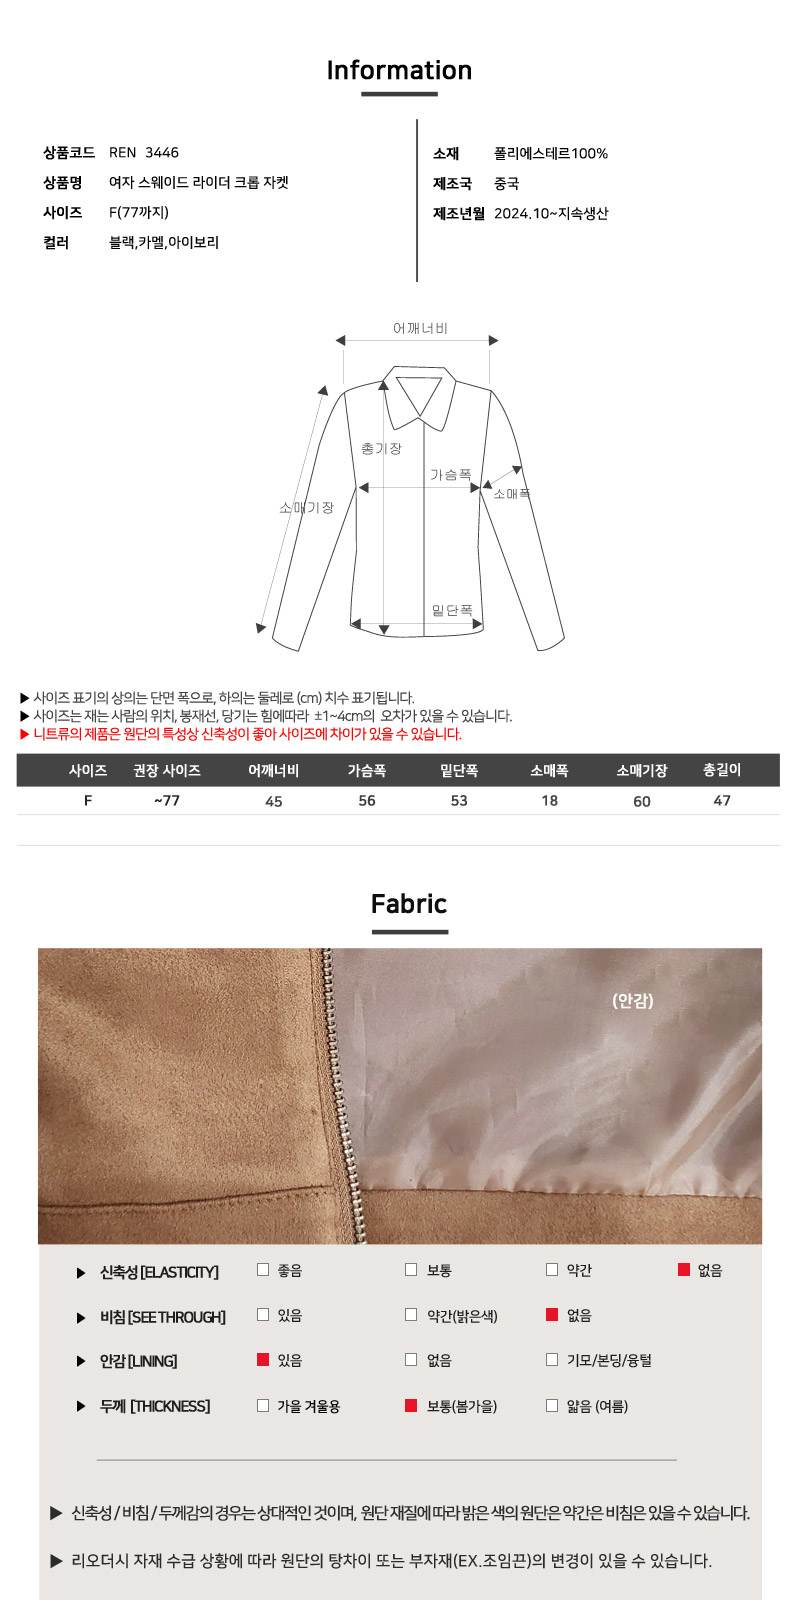 Information
상품코드 REN 3446
상품명 여자 스웨이드 라이더 크롭 자켓
사이즈 F(77까지)
컬러 블랙,카멜,아이보리
소재 폴리에스테르100%
제조국 중국
제조년월 2024.10~지속생산
어깨너비
총기장
가슴폭
소매폭
소매기장
밑단폭
▶ 사이즈 표기의 상의는 단면 폭으로, 하의는 둘레로 (cm) 치수 표기됩니다.
▶ 사이즈는 재는 사람의 위치, 봉재선, 당기는 힘에따라 ±1~4cm의 오차가 있을 수 있습니다.
▶ 니트류의 제품은 원단의 특성상 신축성이 좋아 사이즈에 차이가 있을 수 있습니다.
사이즈 권장 사이즈 어깨너비 가슴폭 밑단폭 소매폭 소매기장 총길이
F ~77 45 56 53 18 60 47
Fabric
(안감)
▶ 신축성 [ELASTICITY] 좋음 보통 약간 없음
▶ 비침 [SEE THROUGH] 있음 약간(밝은색) 없음
▶ 안감 [LINING] 있음 없음 기모/본딩/융털
▶ 두께 [THICKNESS] 가을 겨울용 보통(봄가을) 얇음 (여름)
▶ 신축성 / 비침 / 두께감의 경우는 상대적인 것이며, 원단 재질에 따라 밝은 색의 원단은 약간은 비침은 있을 수 있습니다.
▶ 리오더시 자재 수급 상황에 따라 원단의 탕차이 또는 부자재(EX.조임끈)의 변경이 있을 수 있습니다.